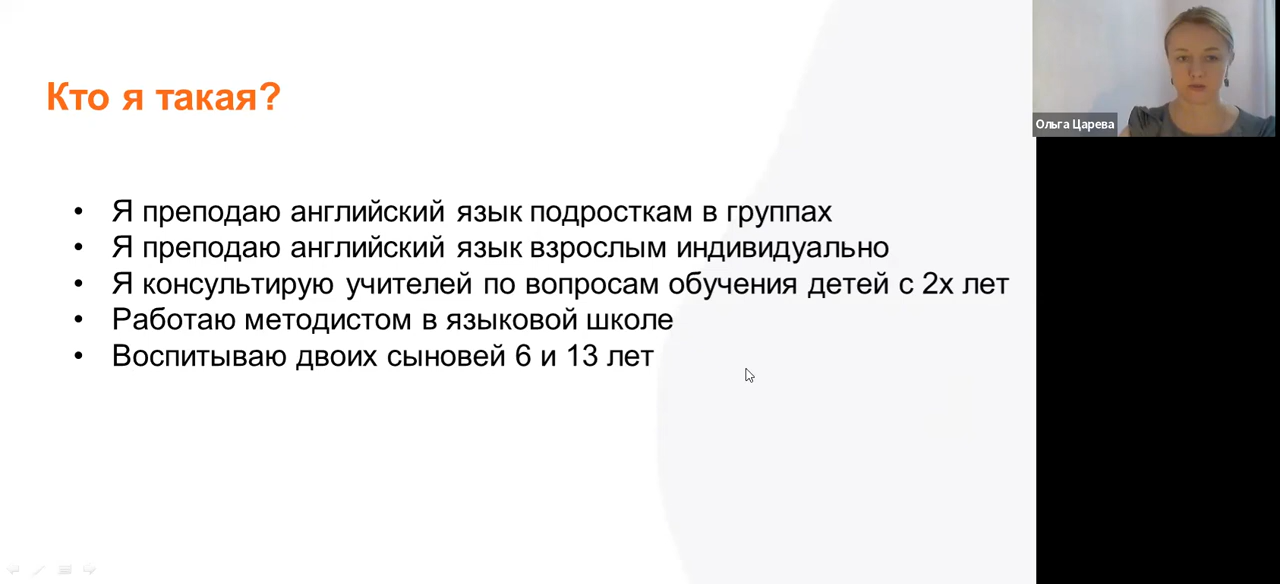 Кто я такая?
• Я преподаю английский язык подросткам в группах
• Я преподаю английский язык взрослым индивидуально
• Я консультирую учителей по вопросам обучения детей с 2х лет
• Работаю методистом в языковой школе
• Воспитываю двоих сыновей 6 и 13 лет
Ольга Царева